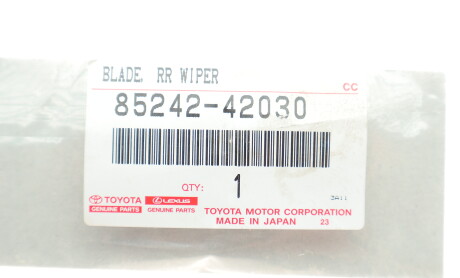 BLADE, RR WIPER
CC
85242-42030
QTY: 1
3A11
TOYOTA LEXUS
GENUINE PARTS GENUINE PARTS
TOYOTA MOTOR CORPORATION
MADE IN JAPAN 23